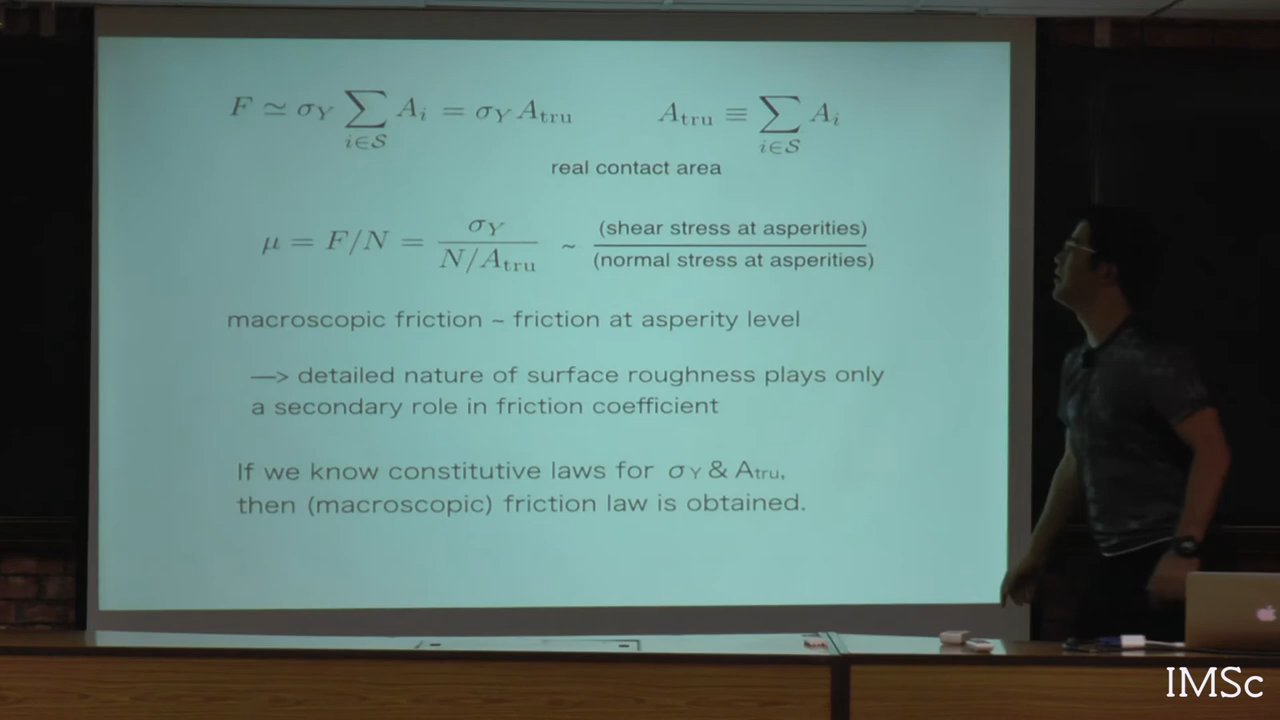 F ≃ σ_Y ∑_{i∈S} A_i = σ_Y A_tru    A_tru ≡ ∑_{i∈S} A_i
real contact area
μ = F/N = σ_Y / (N/A_tru) ~ (shear stress at asperities) / (normal stress at asperities)
macroscopic friction ~ friction at asperity level
—> detailed nature of surface roughness plays only
a secondary role in friction coefficient
If we know constitutive laws for σY & Atru,
then (macroscopic) friction law is obtained.
IMSc